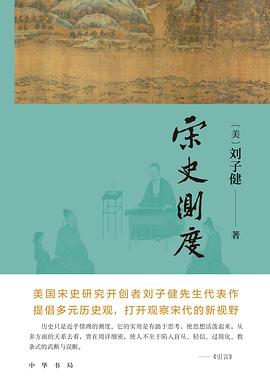 宋史測度
〔美〕刘子健——著
美国宋史研究开创者刘子健先生代表作
提倡多元历史观，打开观察宋代的新视野
历史只是近乎情理的测度。它的实用是有助于思考，使思想活泼起来。从
多方面的关系去看，贵在周详细密，使人不至于陷入盲从、轻信，过简化、教
条式的武断与误断。
——《引言》
中华书局